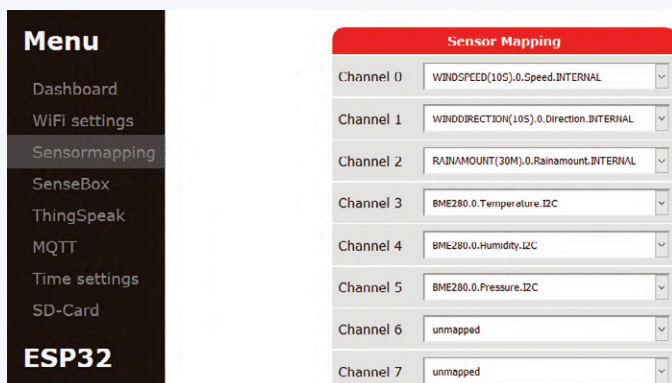 Menu
Dashboard
WiFi settings
Sensormapping
SenseBox
ThingSpeak
MQTT
Time settings
SD-Card
ESP32
Sensor Mapping
Channel 0 WINDSPEED(10S).0.Speed.INTERNAL
Channel 1 WINDDIRECTION(10S).0.Direction.INTERNAL
Channel 2 RAINAMOUNT(30M).0.Rainamount.INTERNAL
Channel 3 BME280.0.Temperature.I2C
Channel 4 BME280.0.Humidity.I2C
Channel 5 BME280.0.Pressure.I2C
Channel 6 unmapped
Channel 7 unmapped